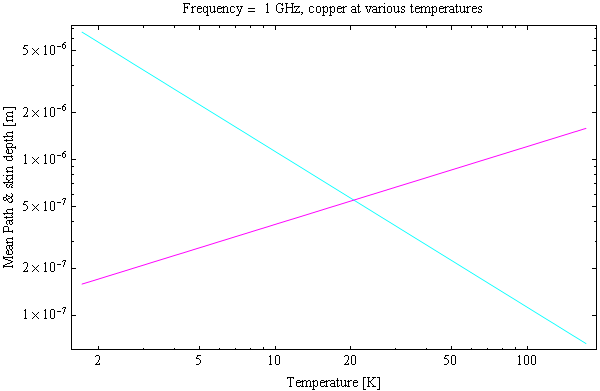 Frequency = 1 GHz, copper at various temperatures
Mean Path & skin depth [m]
5×10⁻⁶
2×10⁻⁶
1×10⁻⁶
5×10⁻⁷
2×10⁻⁷
1×10⁻⁷
2 5 10 20 50 100
Temperature [K]